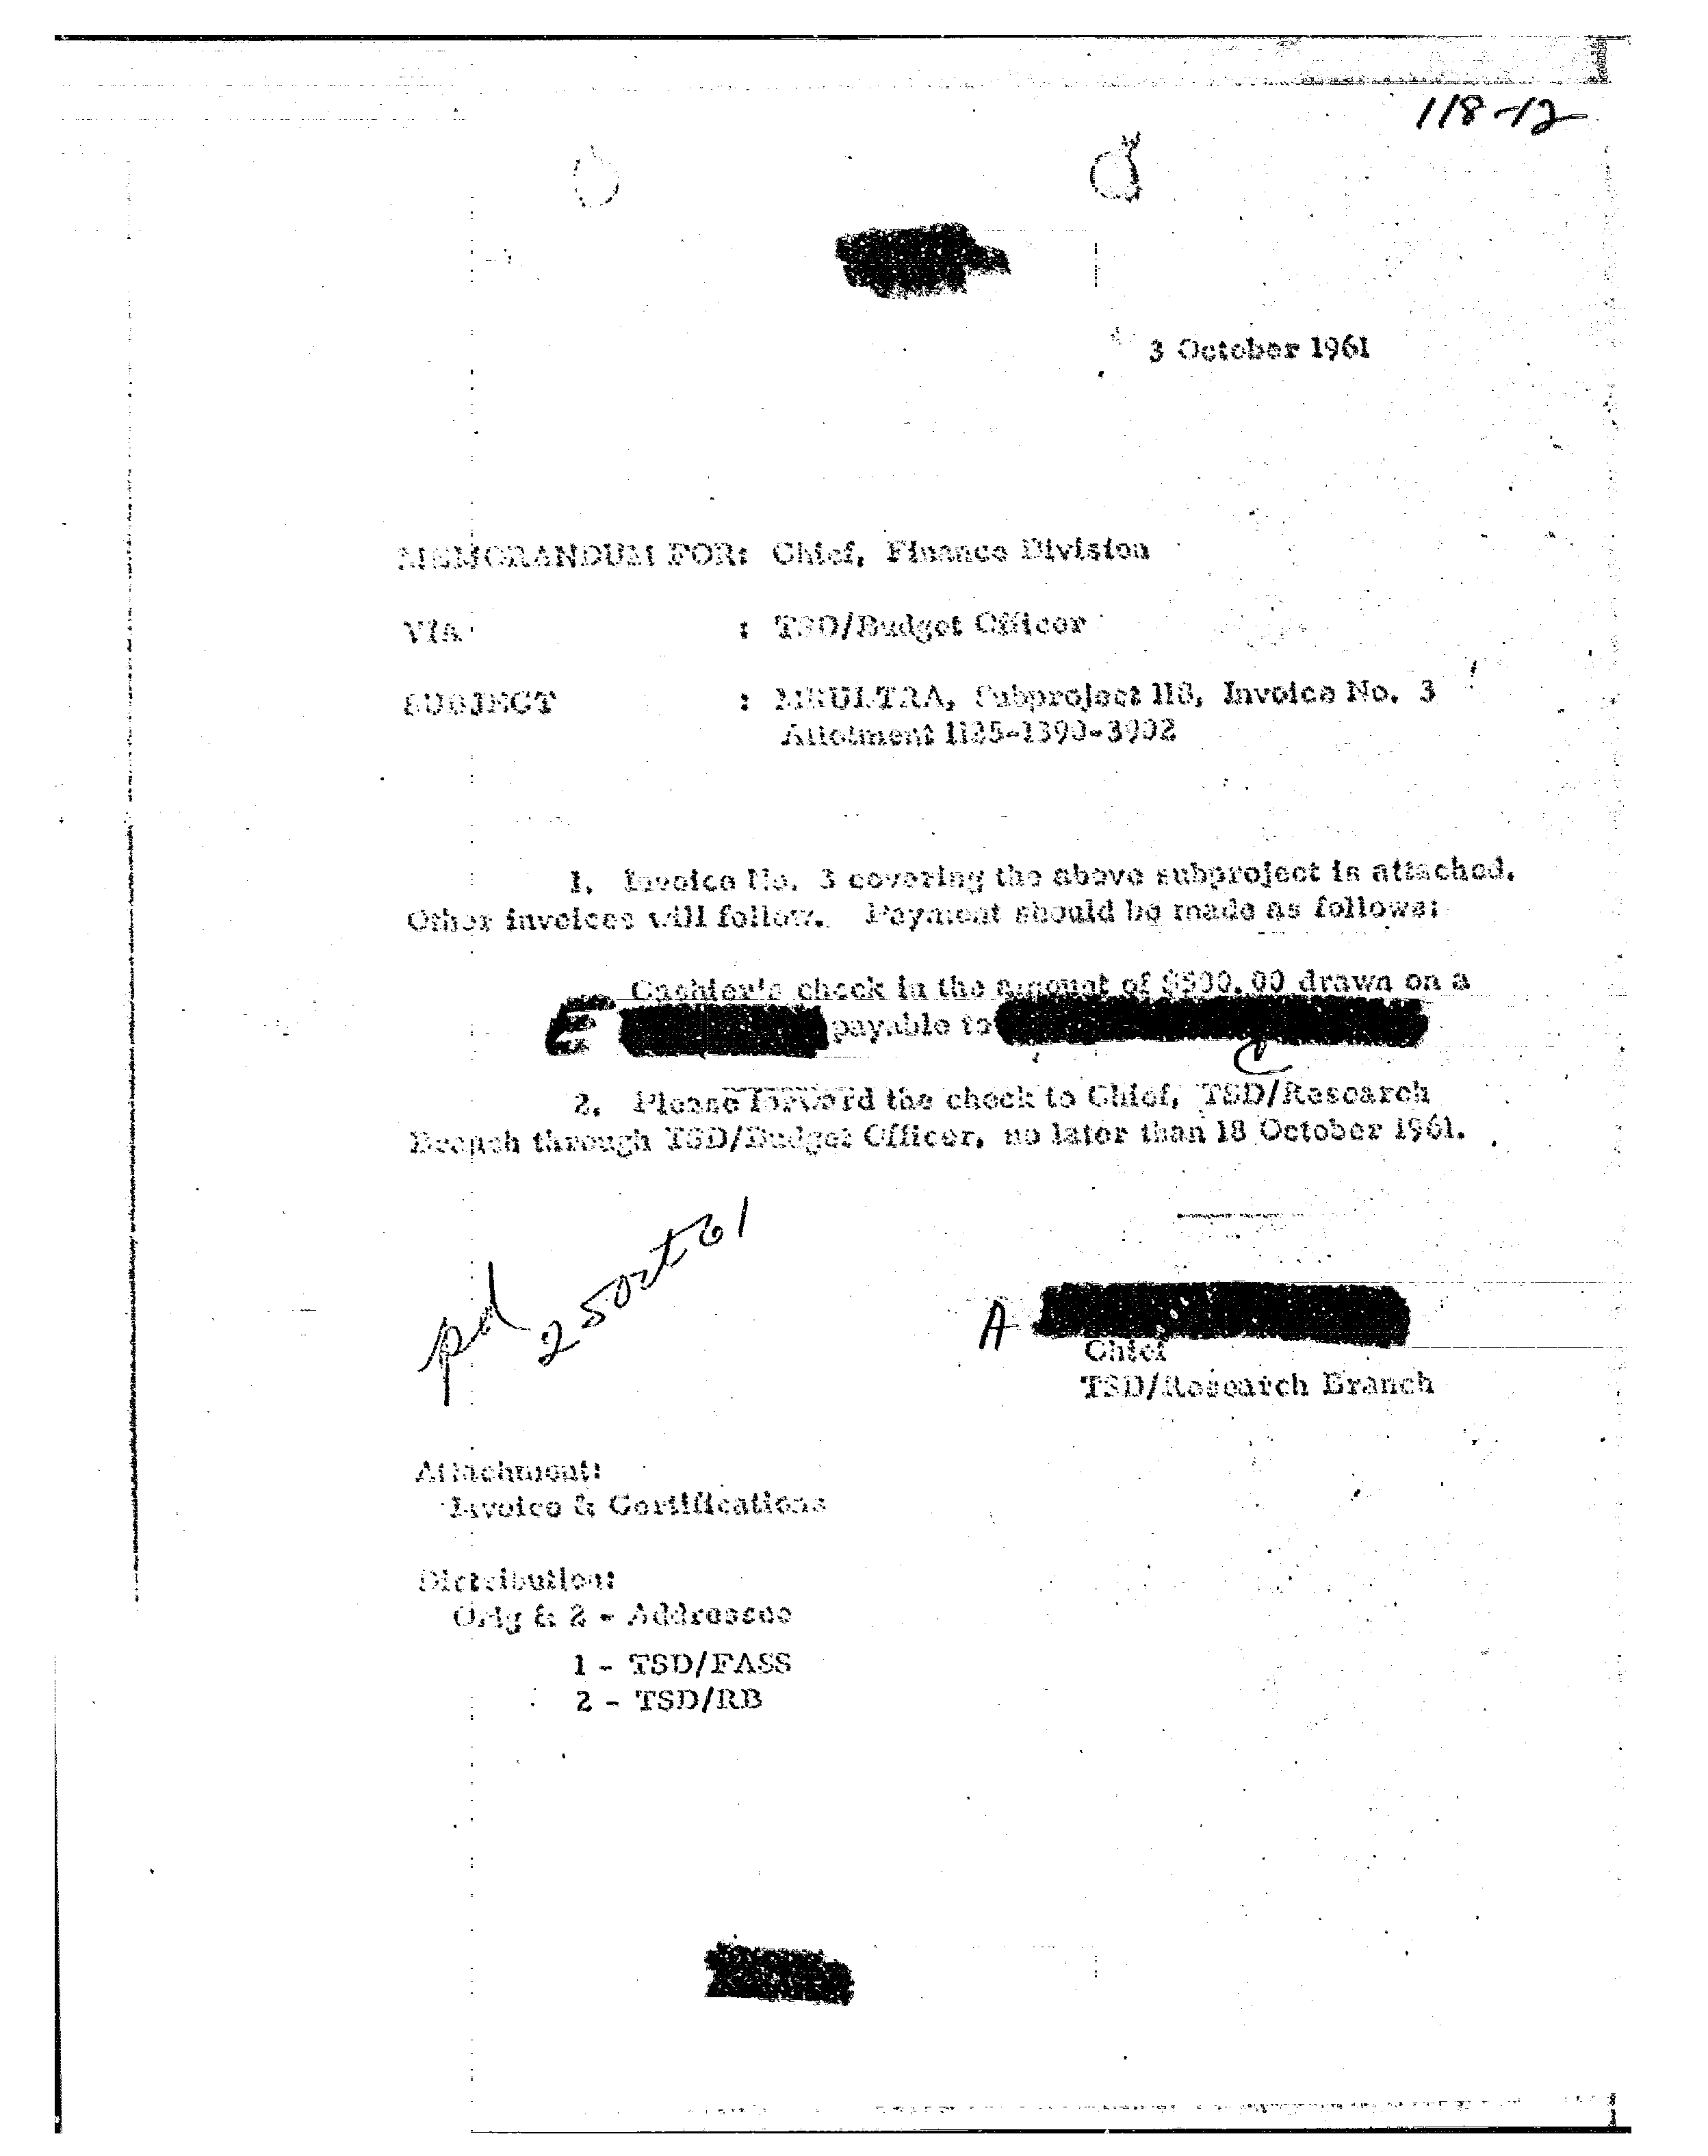 118-12
3 October 1961
MEMORANDUM FOR: Chief, Finance Division
VIA : TSD/Budget Officer
SUBJECT : MKULTRA, Subproject 118, Invoice No. 3
Allotment 1125-1390-3902
1. Invoice No. 3 covering the above subproject is attached.
Other invoices will follow. Payment should be made as follows:
Cashier's check in the amount of $500.00 drawn on a
payable to
C
2. Please forward the check to Chief, TSD/Research
Branch through TSD/Budget Officer, no later than 18 October 1961.
pd 25 Oct 61
A
Chief
TSD/Research Branch
Attachment:
Invoice & Certifications
Distribution:
Orig & 2 - Addressee
1 - TSD/FASS
2 - TSD/RB
1